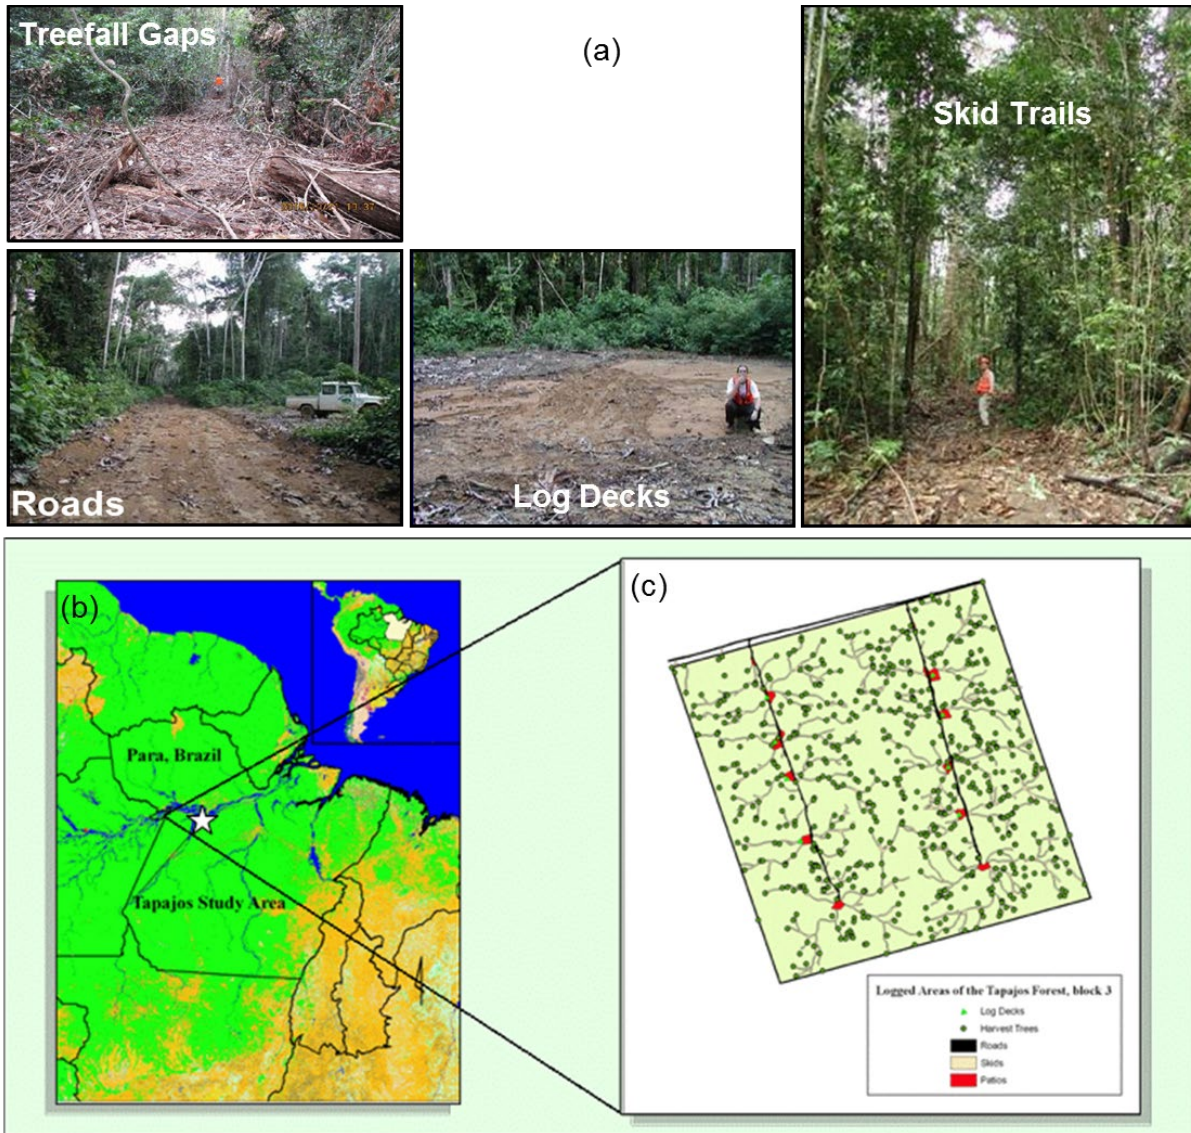 Treefall Gaps
(a)
Skid Trails
Roads
Log Decks
(b)
Para, Brazil
Tapajos Study Area
(c)
Logged Areas of the Tapajos Forest, block 3
Log Decks
Harvest Trees
Roads
Skids
Patios